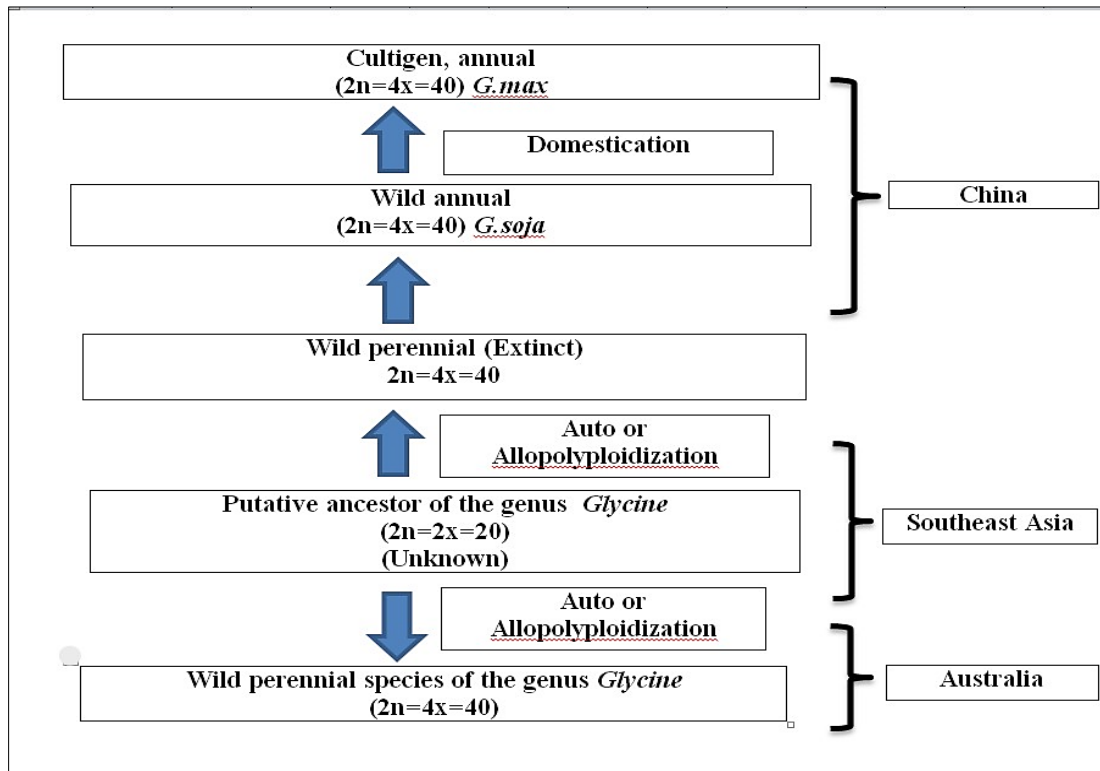 Cultigen, annual
(2n=4x=40) G.max
Domestication
Wild annual
(2n=4x=40) G.soja
China
Wild perennial (Extinct)
2n=4x=40
Auto or
Allopolyploidization
Putative ancestor of the genus Glycine
(2n=2x=20)
(Unknown)
Southeast Asia
Auto or
Allopolyploidization
Wild perennial species of the genus Glycine
(2n=4x=40)
Australia